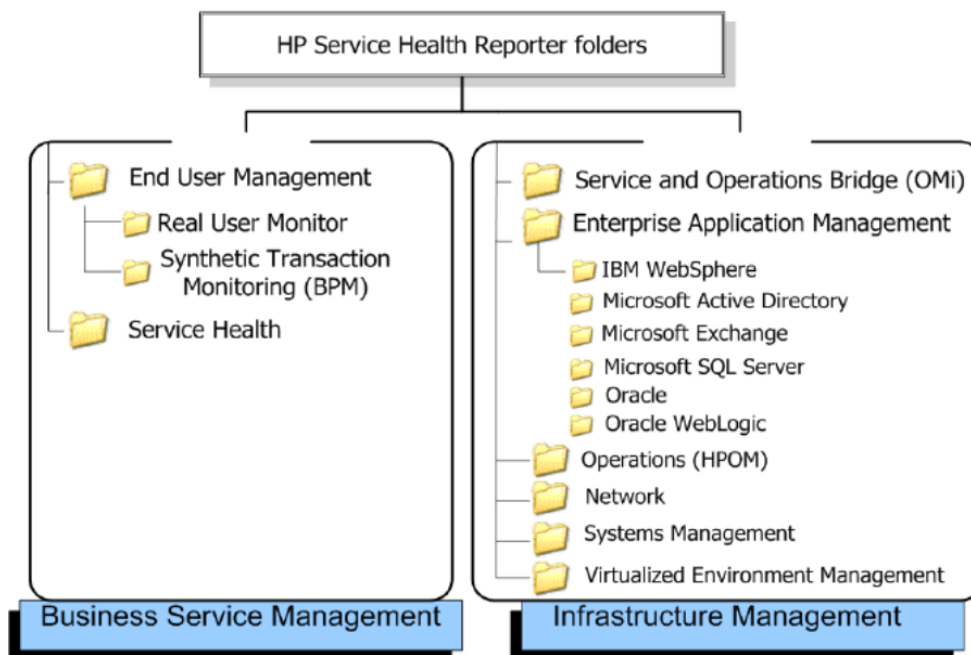 HP Service Health Reporter folders
End User Management
Real User Monitor
Synthetic Transaction
Monitoring (BPM)
Service Health
Business Service Management
Service and Operations Bridge (OMi)
Enterprise Application Management
IBM WebSphere
Microsoft Active Directory
Microsoft Exchange
Microsoft SQL Server
Oracle
Oracle WebLogic
Operations (HPOM)
Network
Systems Management
Virtualized Environment Management
Infrastructure Management